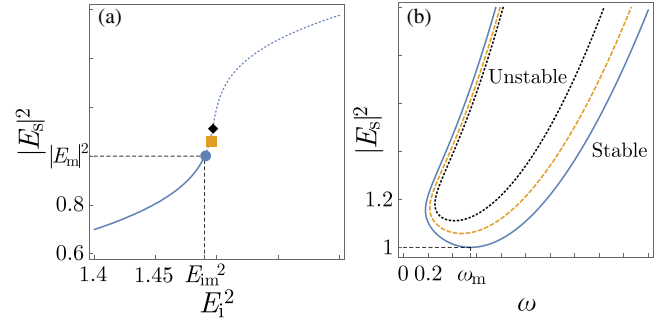 (a)
|E_s|^2
|E_m|^2
0.8
0.6
1.4
1.45
E_im^2
E_i^2
(b)
|E_s|^2
Unstable
Stable
1.2
1
0
0.2
ω_m
ω